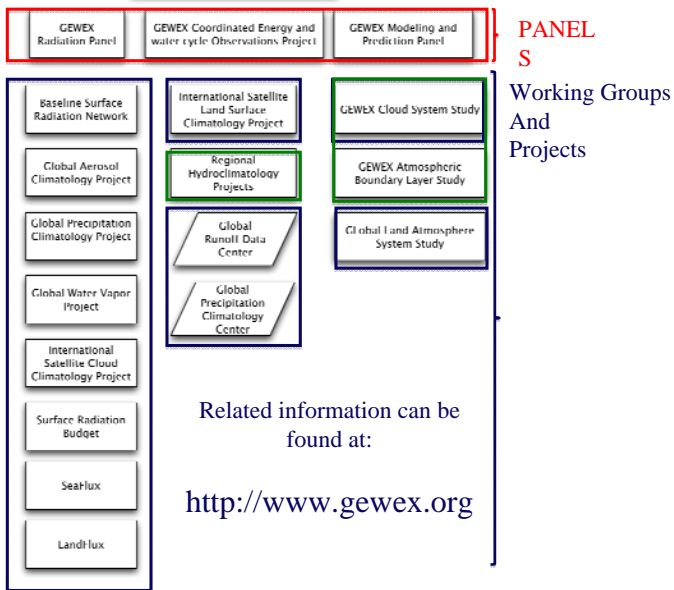 GEWEX
Radiation Panel
GEWEX Coordinated Energy and
water cycle Observations Project
GEWEX Modeling and
Prediction Panel
PANEL
S
Working Groups
And
Projects
Baseline Surface
Radiation Network
Global Aerosol
Climatology Project
Global Precipitation
Climatology Project
Global Water Vapor
Project
International
Satellite Cloud
Climatology Project
Surface Radiation
Budget
SeaFlux
LandFlux
International Satellite
Land Surface
Climatology Project
Regional
Hydroclimatology
Projects
Global
Runoff Data
Center
Global
Precipitation
Climatology
Center
GEWEX Cloud System Study
GEWEX Atmospheric
Boundary Layer Study
Global Land Atmosphere
System Study
Related information can be
found at:
http://www.gewex.org